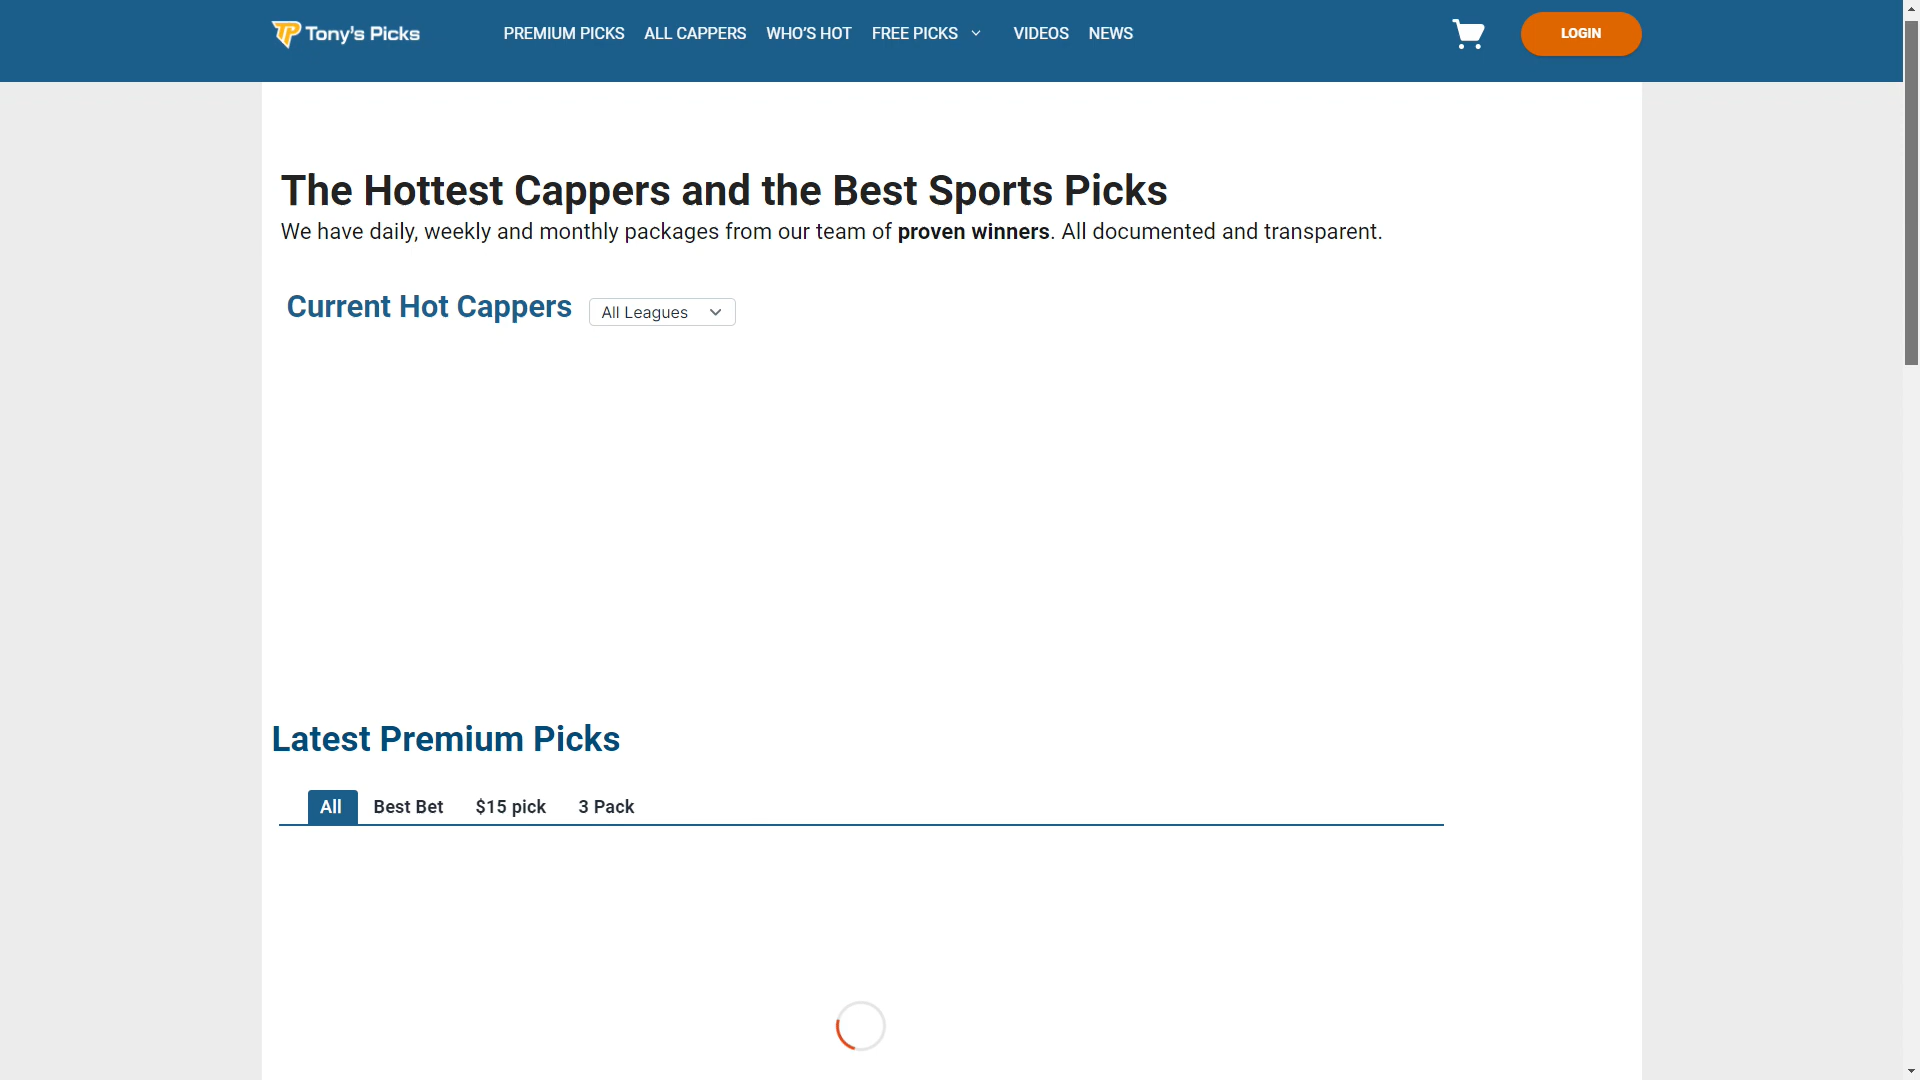 Tony's Picks
PREMIUM PICKS ALL CAPPERS WHO'S HOT FREE PICKS VIDEOS NEWS
LOGIN
The Hottest Cappers and the Best Sports Picks
We have daily, weekly and monthly packages from our team of proven winners. All documented and transparent.
Current Hot Cappers All Leagues
Latest Premium Picks
All Best Bet $15 pick 3 Pack